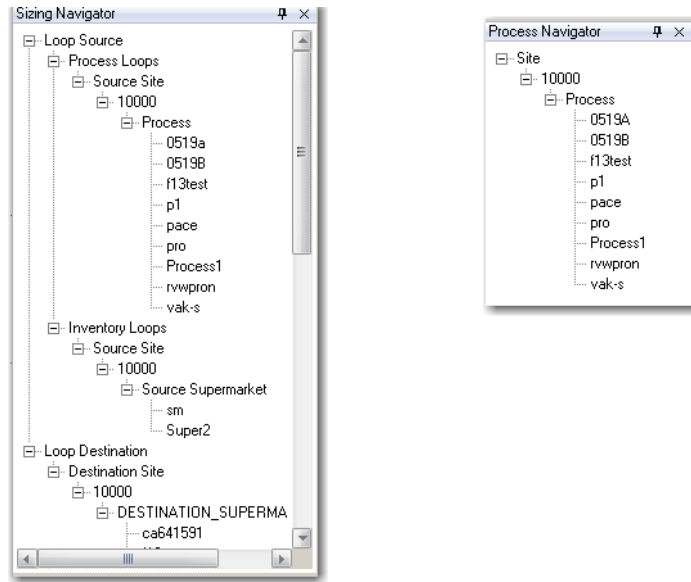 Sizing Navigator
Loop Source
Process Loops
Source Site
10000
Process
0519a
0519B
f13test
p1
pace
pro
Process1
rvwpron
vak-s
Inventory Loops
Source Site
10000
Source Supermarket
sm
Super2
Loop Destination
Destination Site
10000
DESTINATION_SUPERMA
ca641591
Process Navigator
Site
10000
Process
0519A
0519B
f13test
p1
pace
pro
Process1
rvwpron
vak-s